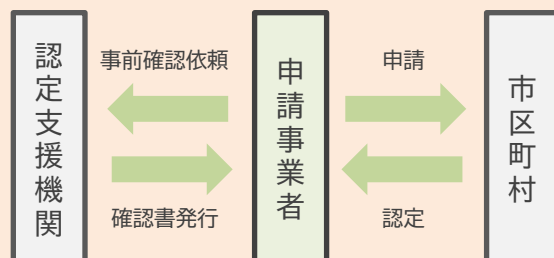 認定支援機関
事前確認依頼
確認書発行
申請事業者
申請
認定
市区町村